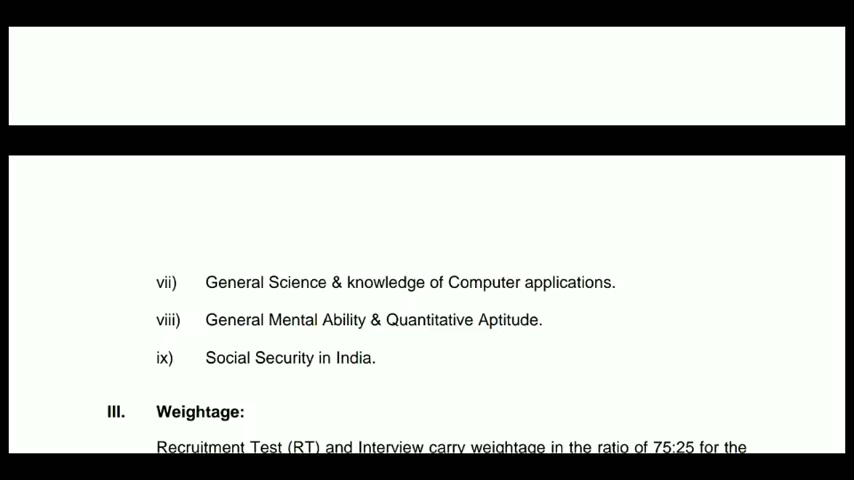 vii) General Science & knowledge of Computer applications.
viii) General Mental Ability & Quantitative Aptitude.
ix) Social Security in India.
III. Weightage:
Recruitment Test (RT) and Interview carry weightage in the ratio of 75:25 for the